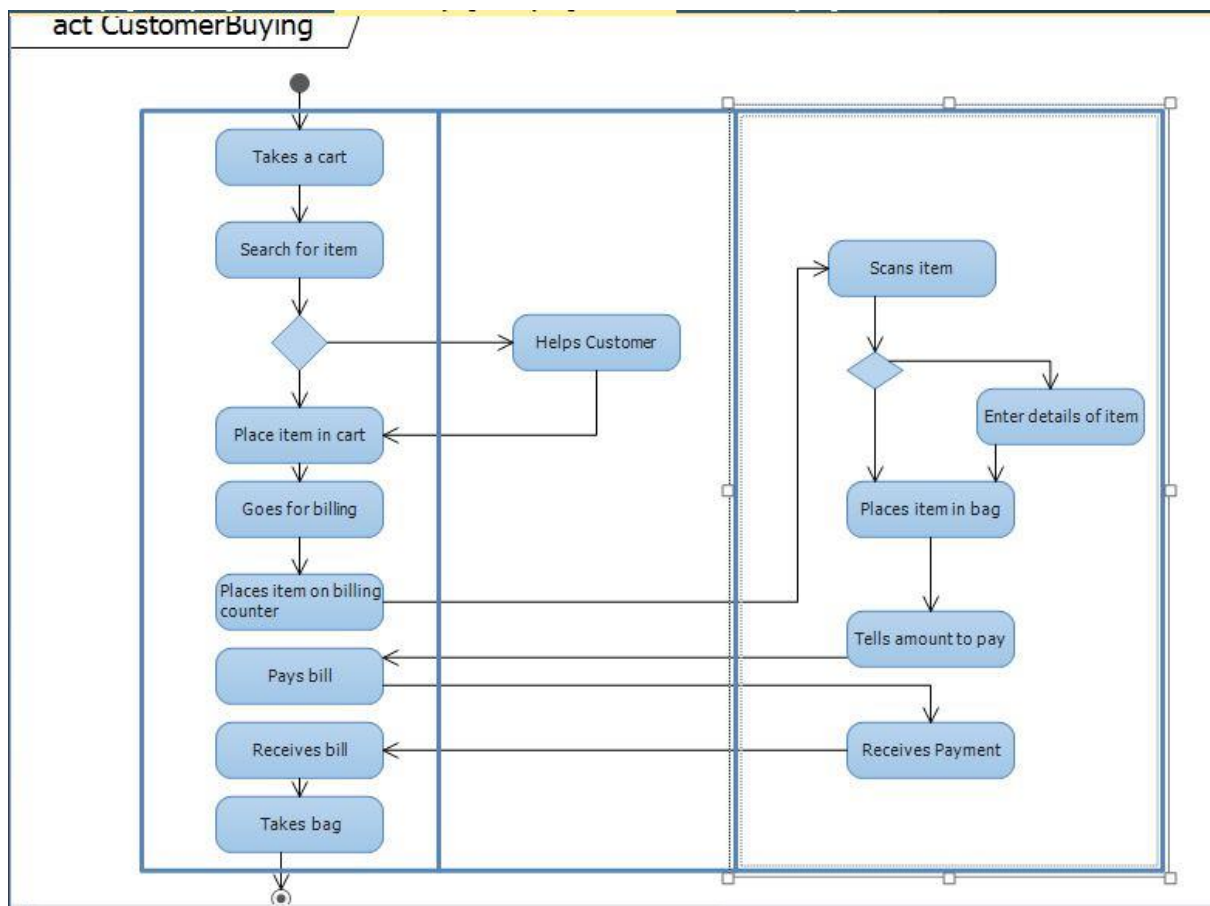 act CustomerBuying
Takes a cart
Search for item
Scans item
Helps Customer
Enter details of item
Place item in cart
Goes for billing
Places item in bag
Places item on billing
counter
Tells amount to pay
Pays bill
Receives bill
Receives Payment
Takes bag